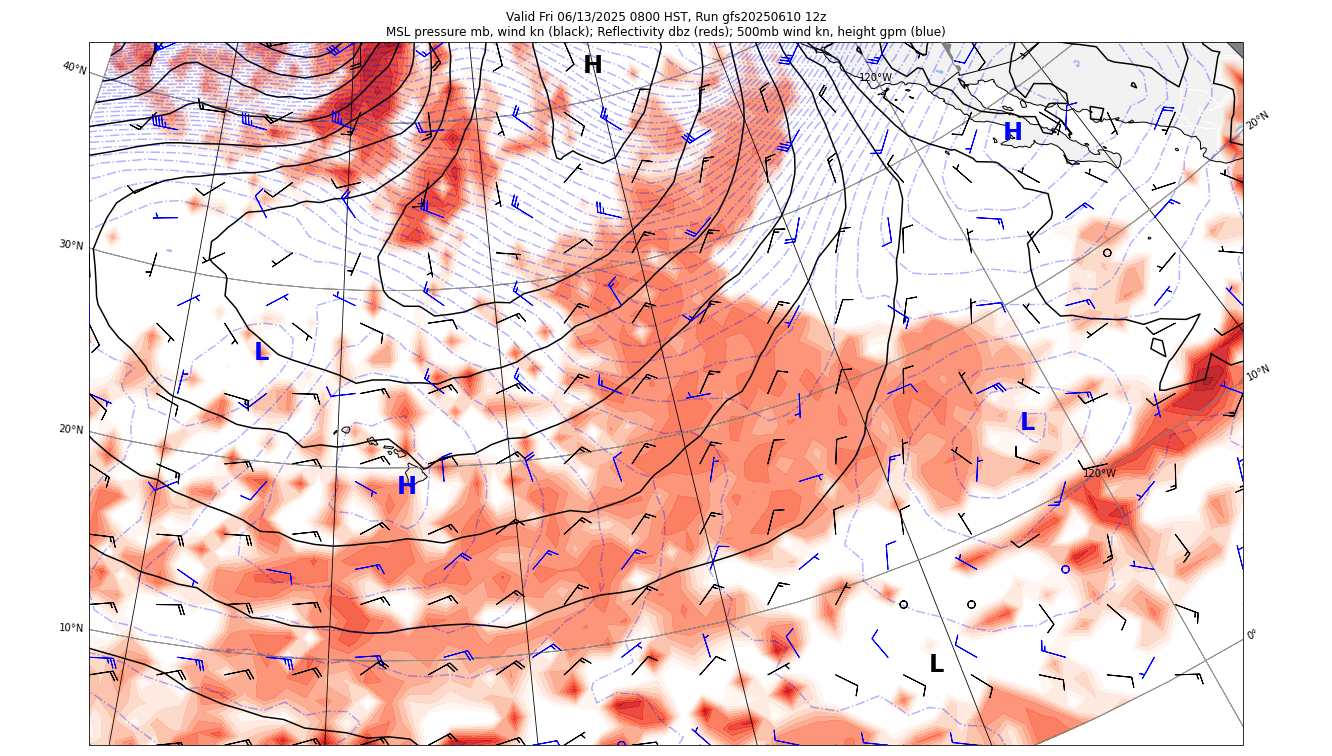 Valid Fri 06/13/2025 0800 HST, Run gfs20250610 12z
MSL pressure mb, wind kn (black); Reflectivity dbz (reds); 500mb wind kn, height gpm (blue)
40°N
H
120°W
20°N
H
30°N
L
10°N
20°N
L
120°W
H
10°N
0°
L